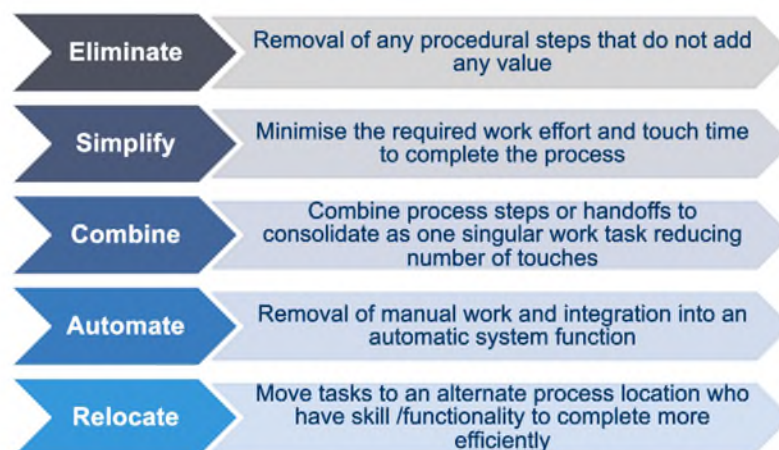 Eliminate
Removal of any procedural steps that do not add
any value
Simplify
Minimise the required work effort and touch time
to complete the process
Combine
Combine process steps or handoffs to
consolidate as one singular work task reducing
number of touches
Automate
Removal of manual work and integration into an
automatic system function
Relocate
Move tasks to an alternate process location who
have skill /functionality to complete more
efficiently